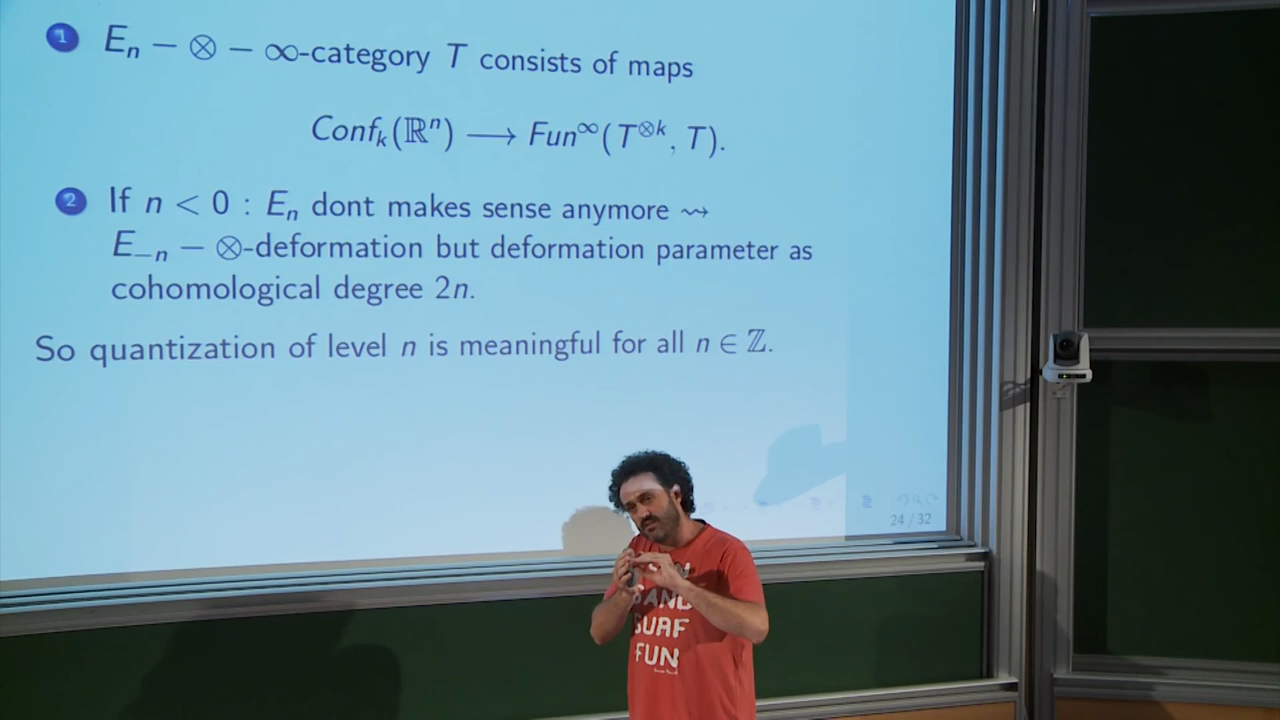 1 Eₙ − ⊗ − ∞-category T consists of maps
Confₖ(ℝⁿ) ⟶ Fun^∞(T^{⊗k}, T).
2 If n < 0 : Eₙ dont makes sense anymore ⇝
E₋ₙ − ⊗-deformation but deformation parameter as
cohomological degree 2n.
So quantization of level n is meaningful for all n ∈ ℤ.
24 / 32
SURF
FUN